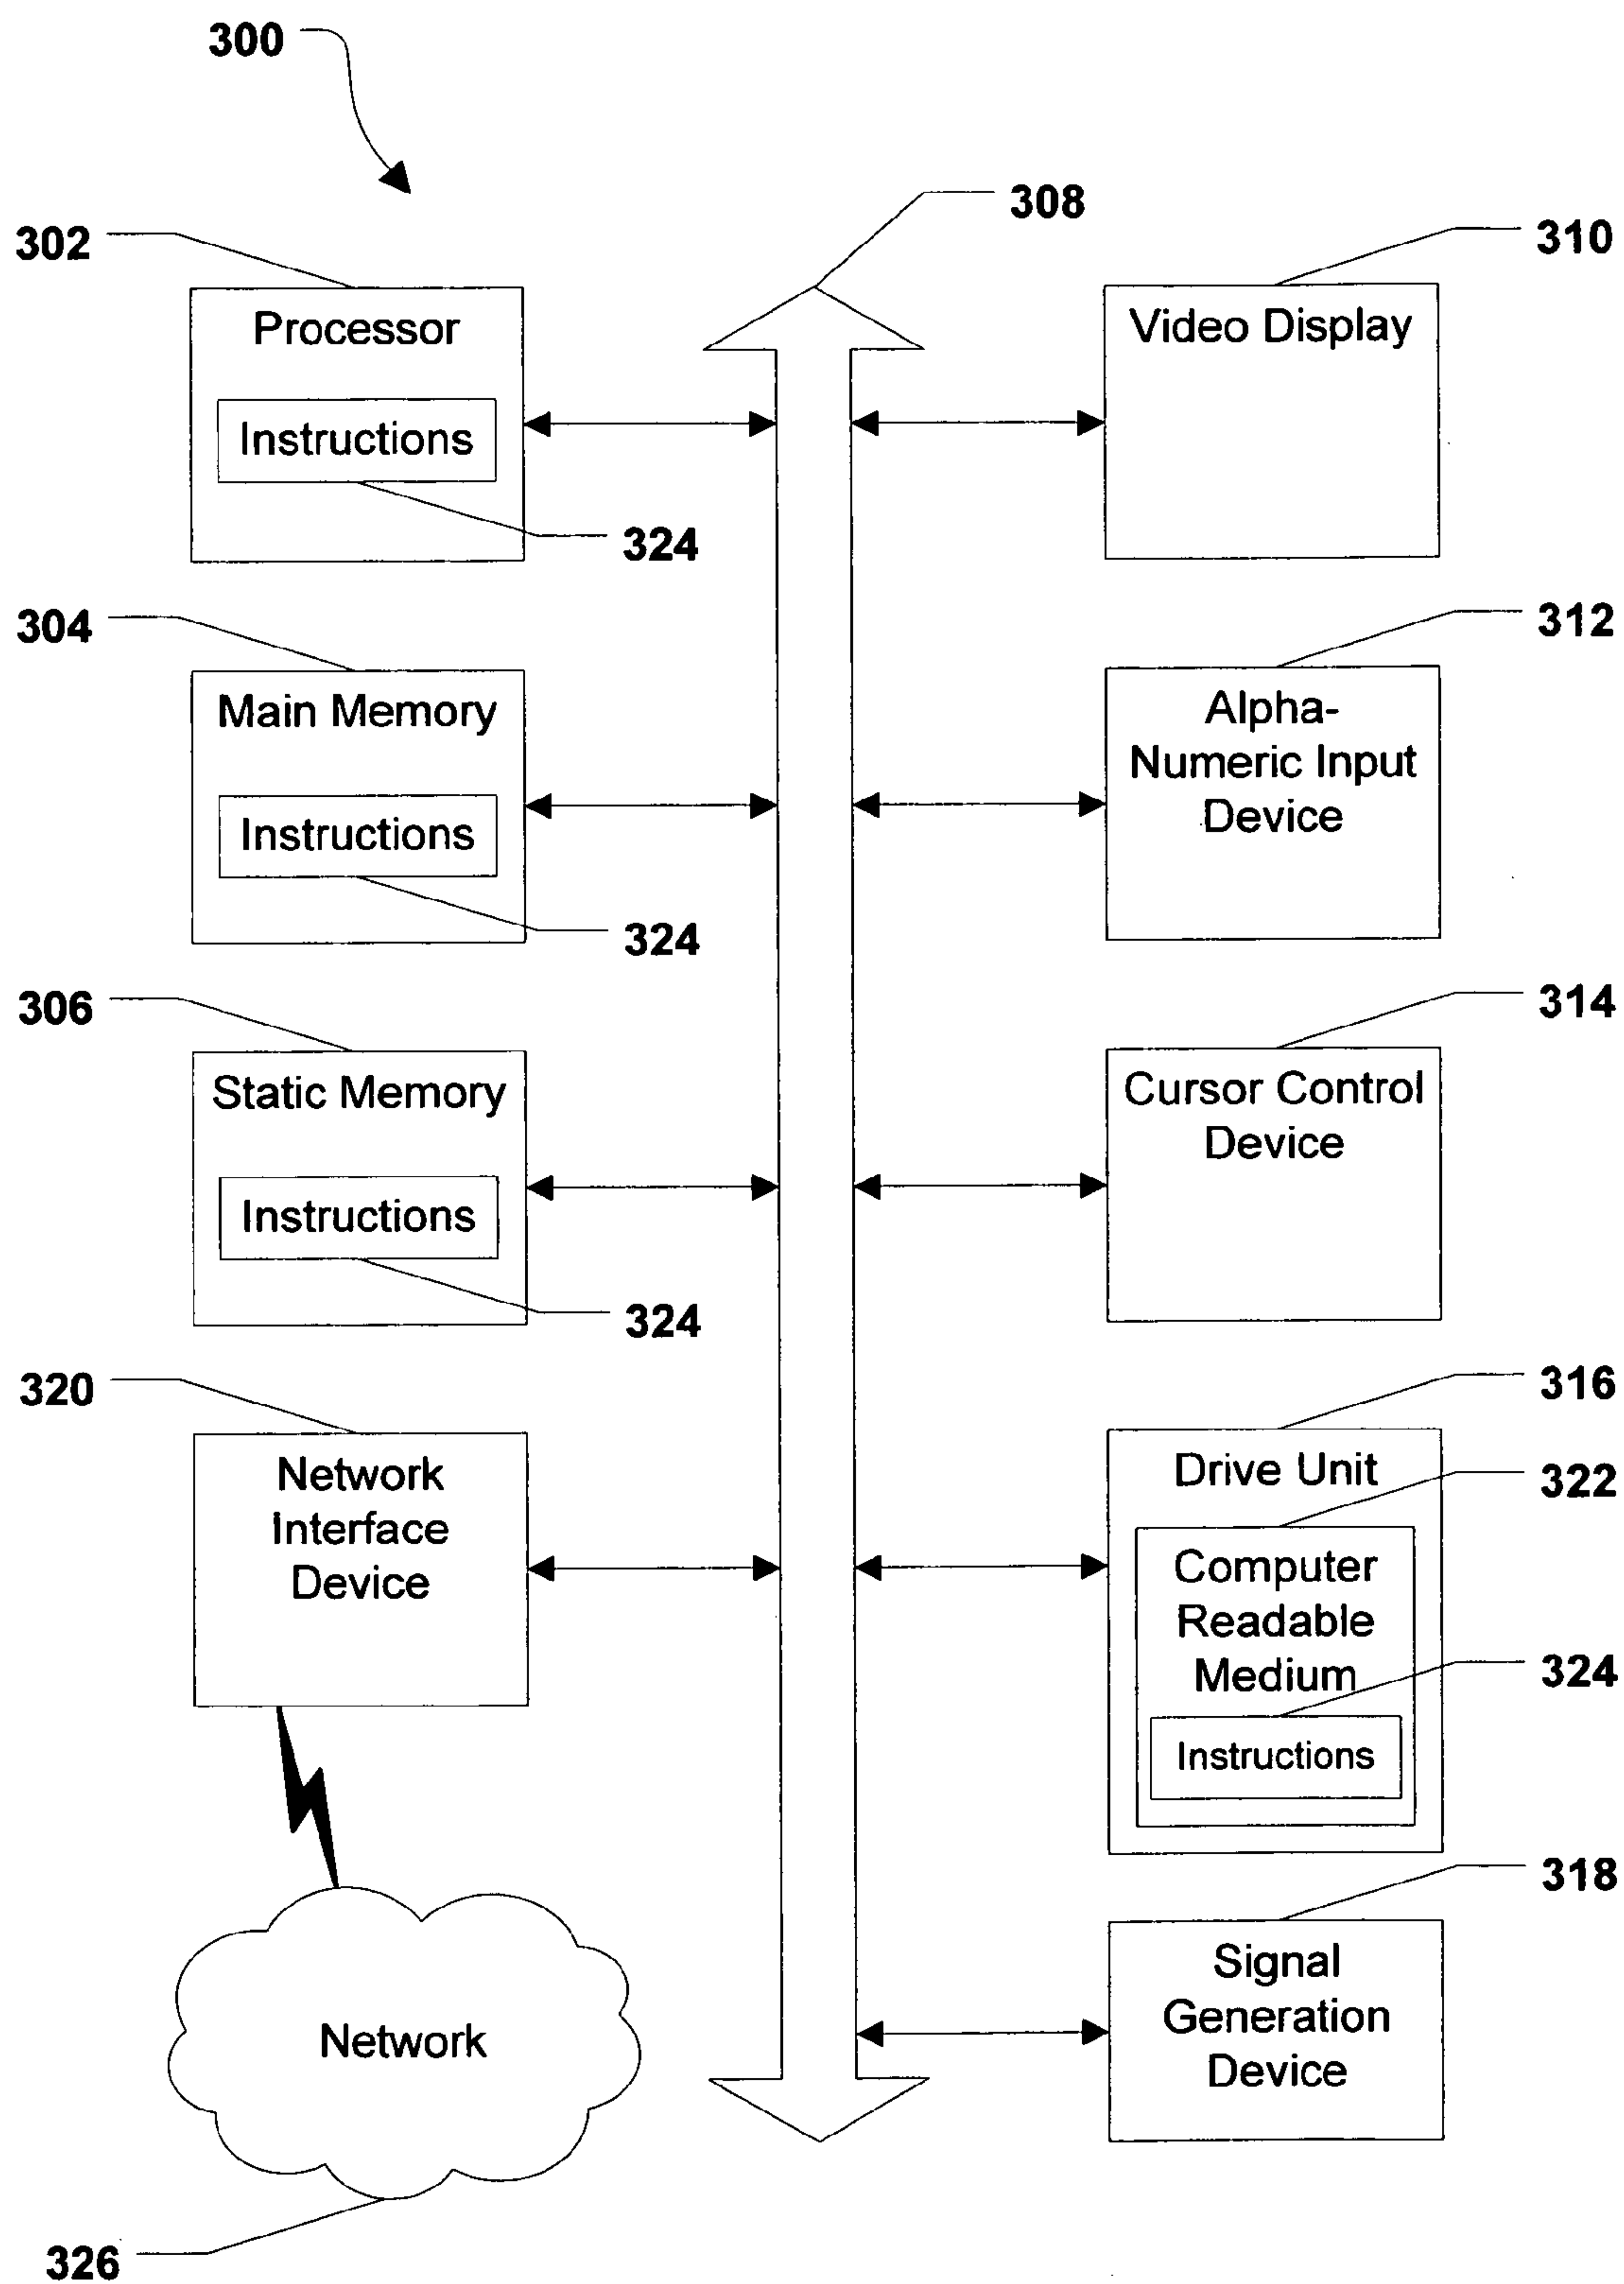 300
308
302
310
Processor
Instructions
324
Video Display
304
312
Main Memory
Instructions
324
Alpha-
Numeric Input
Device
306
314
Static Memory
Instructions
324
Cursor Control
Device
320
316
Network
Interface
Device
Drive Unit
322
Computer
Readable
Medium
324
Instructions
318
Signal
Generation
Device
Network
326